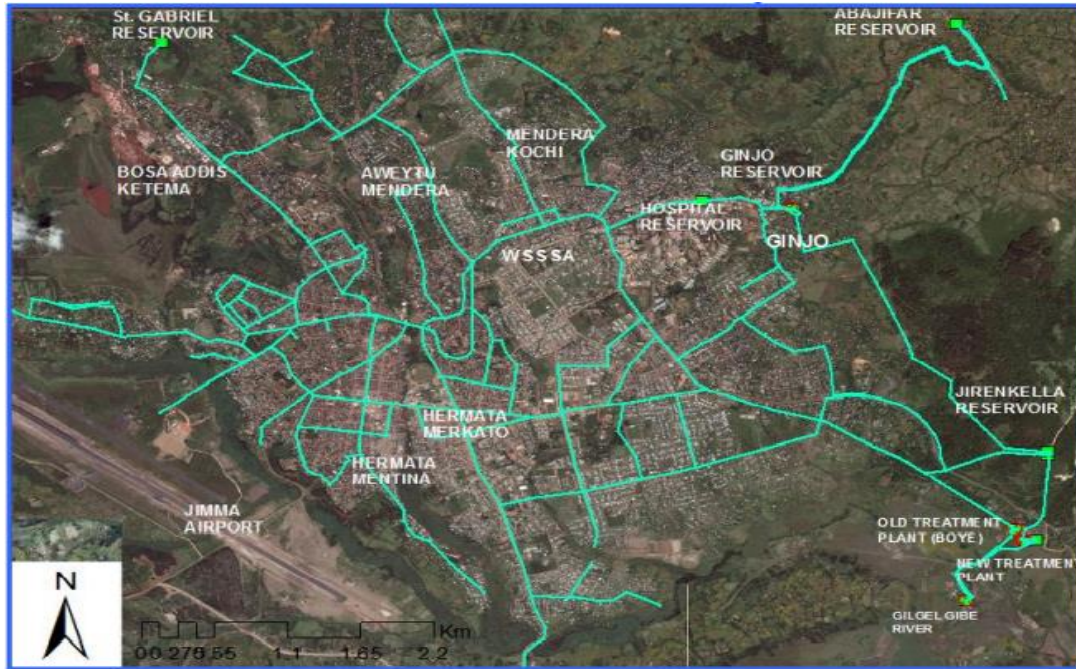 St. GABRIEL
RESERVOIR
ABAJIFAR
RESERVOIR
MENDERA
KOCHI
GINJO
RESERVOIR
BOSA ADDIS
KETEMA
AWEYTU
MENDERA
HOSPITAL
RESERVOIR
GINJO
WSSSA
JIRENKELLA
RESERVOIR
HERMATA
MERKATO
HERMATA
MENTINA
JIMMA
AIRPORT
OLD TREATMENT
PLANT (BOYE)
NEW TREATMENT
PLANT
GILGEL GIBE
RIVER
N
Km
0 0.275 0.55 1.1 1.65 2.2